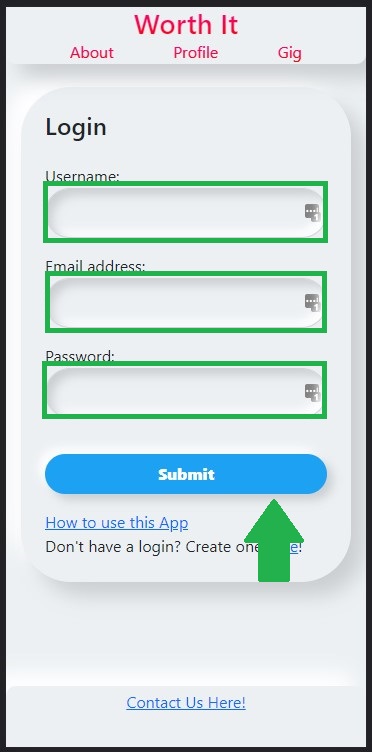 Worth It
About Profile Gig
Login
Username:
Email address:
Password:
Submit
How to use this App
Don't have a login? Create one !
Contact Us Here!